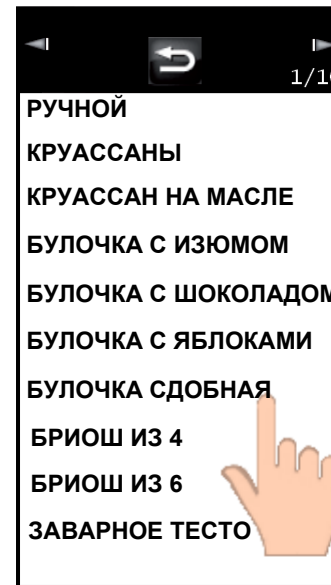 1/10
РУЧНОЙ
КРУАССАНЫ
КРУАССАН НА МАСЛЕ
БУЛОЧКА С ИЗЮМОМ
БУЛОЧКА С ШОКОЛАДОМ
БУЛОЧКА С ЯБЛОКАМИ
БУЛОЧКА СДОБНАЯ
БРИОШ ИЗ 4
БРИОШ ИЗ 6
ЗАВАРНОЕ ТЕСТО